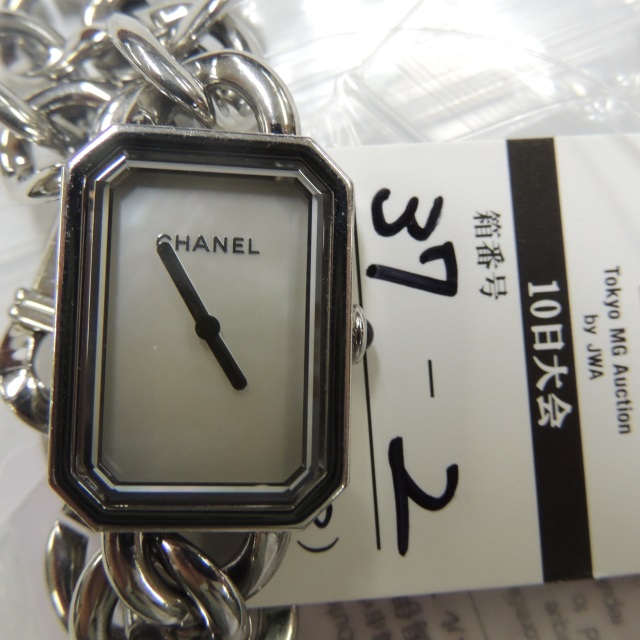 CHANEL
箱番号
37-2
10日大会
Tokyo MG Auction
by JWA